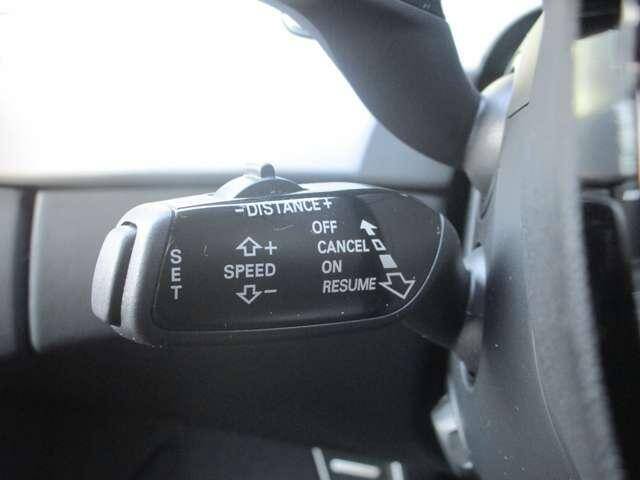 -DISTANCE+
OFF
CANCEL
ON
RESUME
+
SPEED
-
SET